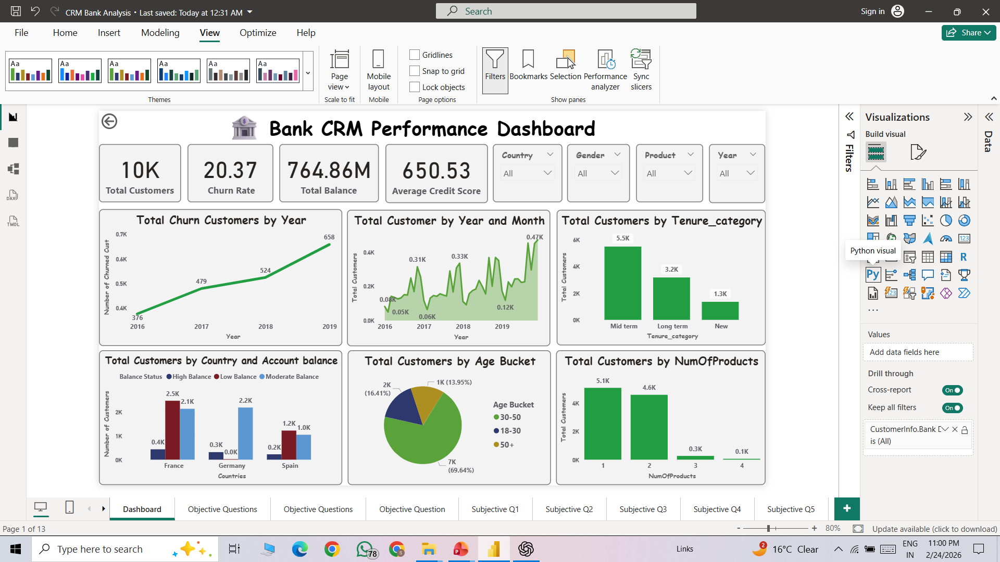 CRM Bank Analysis • Last saved: Today at 12:31 AM
Search
Sign in
File Home Insert Modeling View Optimize Help
Share
Aa Aa Aa Aa Aa Aa
Page view
Mobile layout
Gridlines
Snap to grid
Lock objects
Filters
Bookmarks
Selection
Performance analyzer
Sync slicers
Themes
Scale to fit
Mobile
Page options
Show panes
DAX
TMDL
Bank CRM Performance Dashboard
10K
Total Customers
20.37
Churn Rate
764.86M
Total Balance
650.53
Average Credit Score
Country
All
Gender
All
Product
All
Year
All
Total Churn Customers by Year
Number of Churned Cust
0.7K
0.6K
0.5K
0.4K
376
479
524
658
2016 2017 2018 2019
Year
Total Customer by Year and Month
Total Customers
0.4K
0.2K
0.0K
0.08K
0.05K
0.31K
0.06K
0.33K
0.12K
0.47K
2016 2017 2018 2019
Year
Total Customers by Tenure_category
Total Customers
6K
4K
2K
0K
5.5K
3.2K
1.3K
Mid term Long term New
Tenure_category
Total Customers by Country and Account balance
Balance Status High Balance Low Balance Moderate Balance
Number of Customers
2K
1K
0K
0.4K
2.5K
2.1K
0.3K
0.0K
2.2K
0.2K
1.2K
1.0K
France Germany Spain
Countries
Total Customers by Age Bucket
2K
(16.41%)
1K (13.95%)
7K
(69.64%)
Age Bucket
30-50
18-30
50+
Total Customers by NumOfProducts
Total Customers
4K
2K
0K
5.1K
4.6K
0.3K
0.1K
1 2 3 4
NumOfProducts
Filters
Visualizations
Build visual
Data
Python visual
123
R
Py
123
Values
Add data fields here
Drill through
Cross-report
On
Keep all filters
On
CustomerInfo.Bank D
is (All)
Dashboard
Objective Questions
Objective Questions
Objective Question
Subjective Q1
Subjective Q2
Subjective Q3
Subjective Q4
Subjective Q5
+
Page 1 of 13
- + 80%
Update available (click to download)
Type here to search
78
S
Links
2
16°C Clear
ENG
IN
11:00 PM
2/24/2026